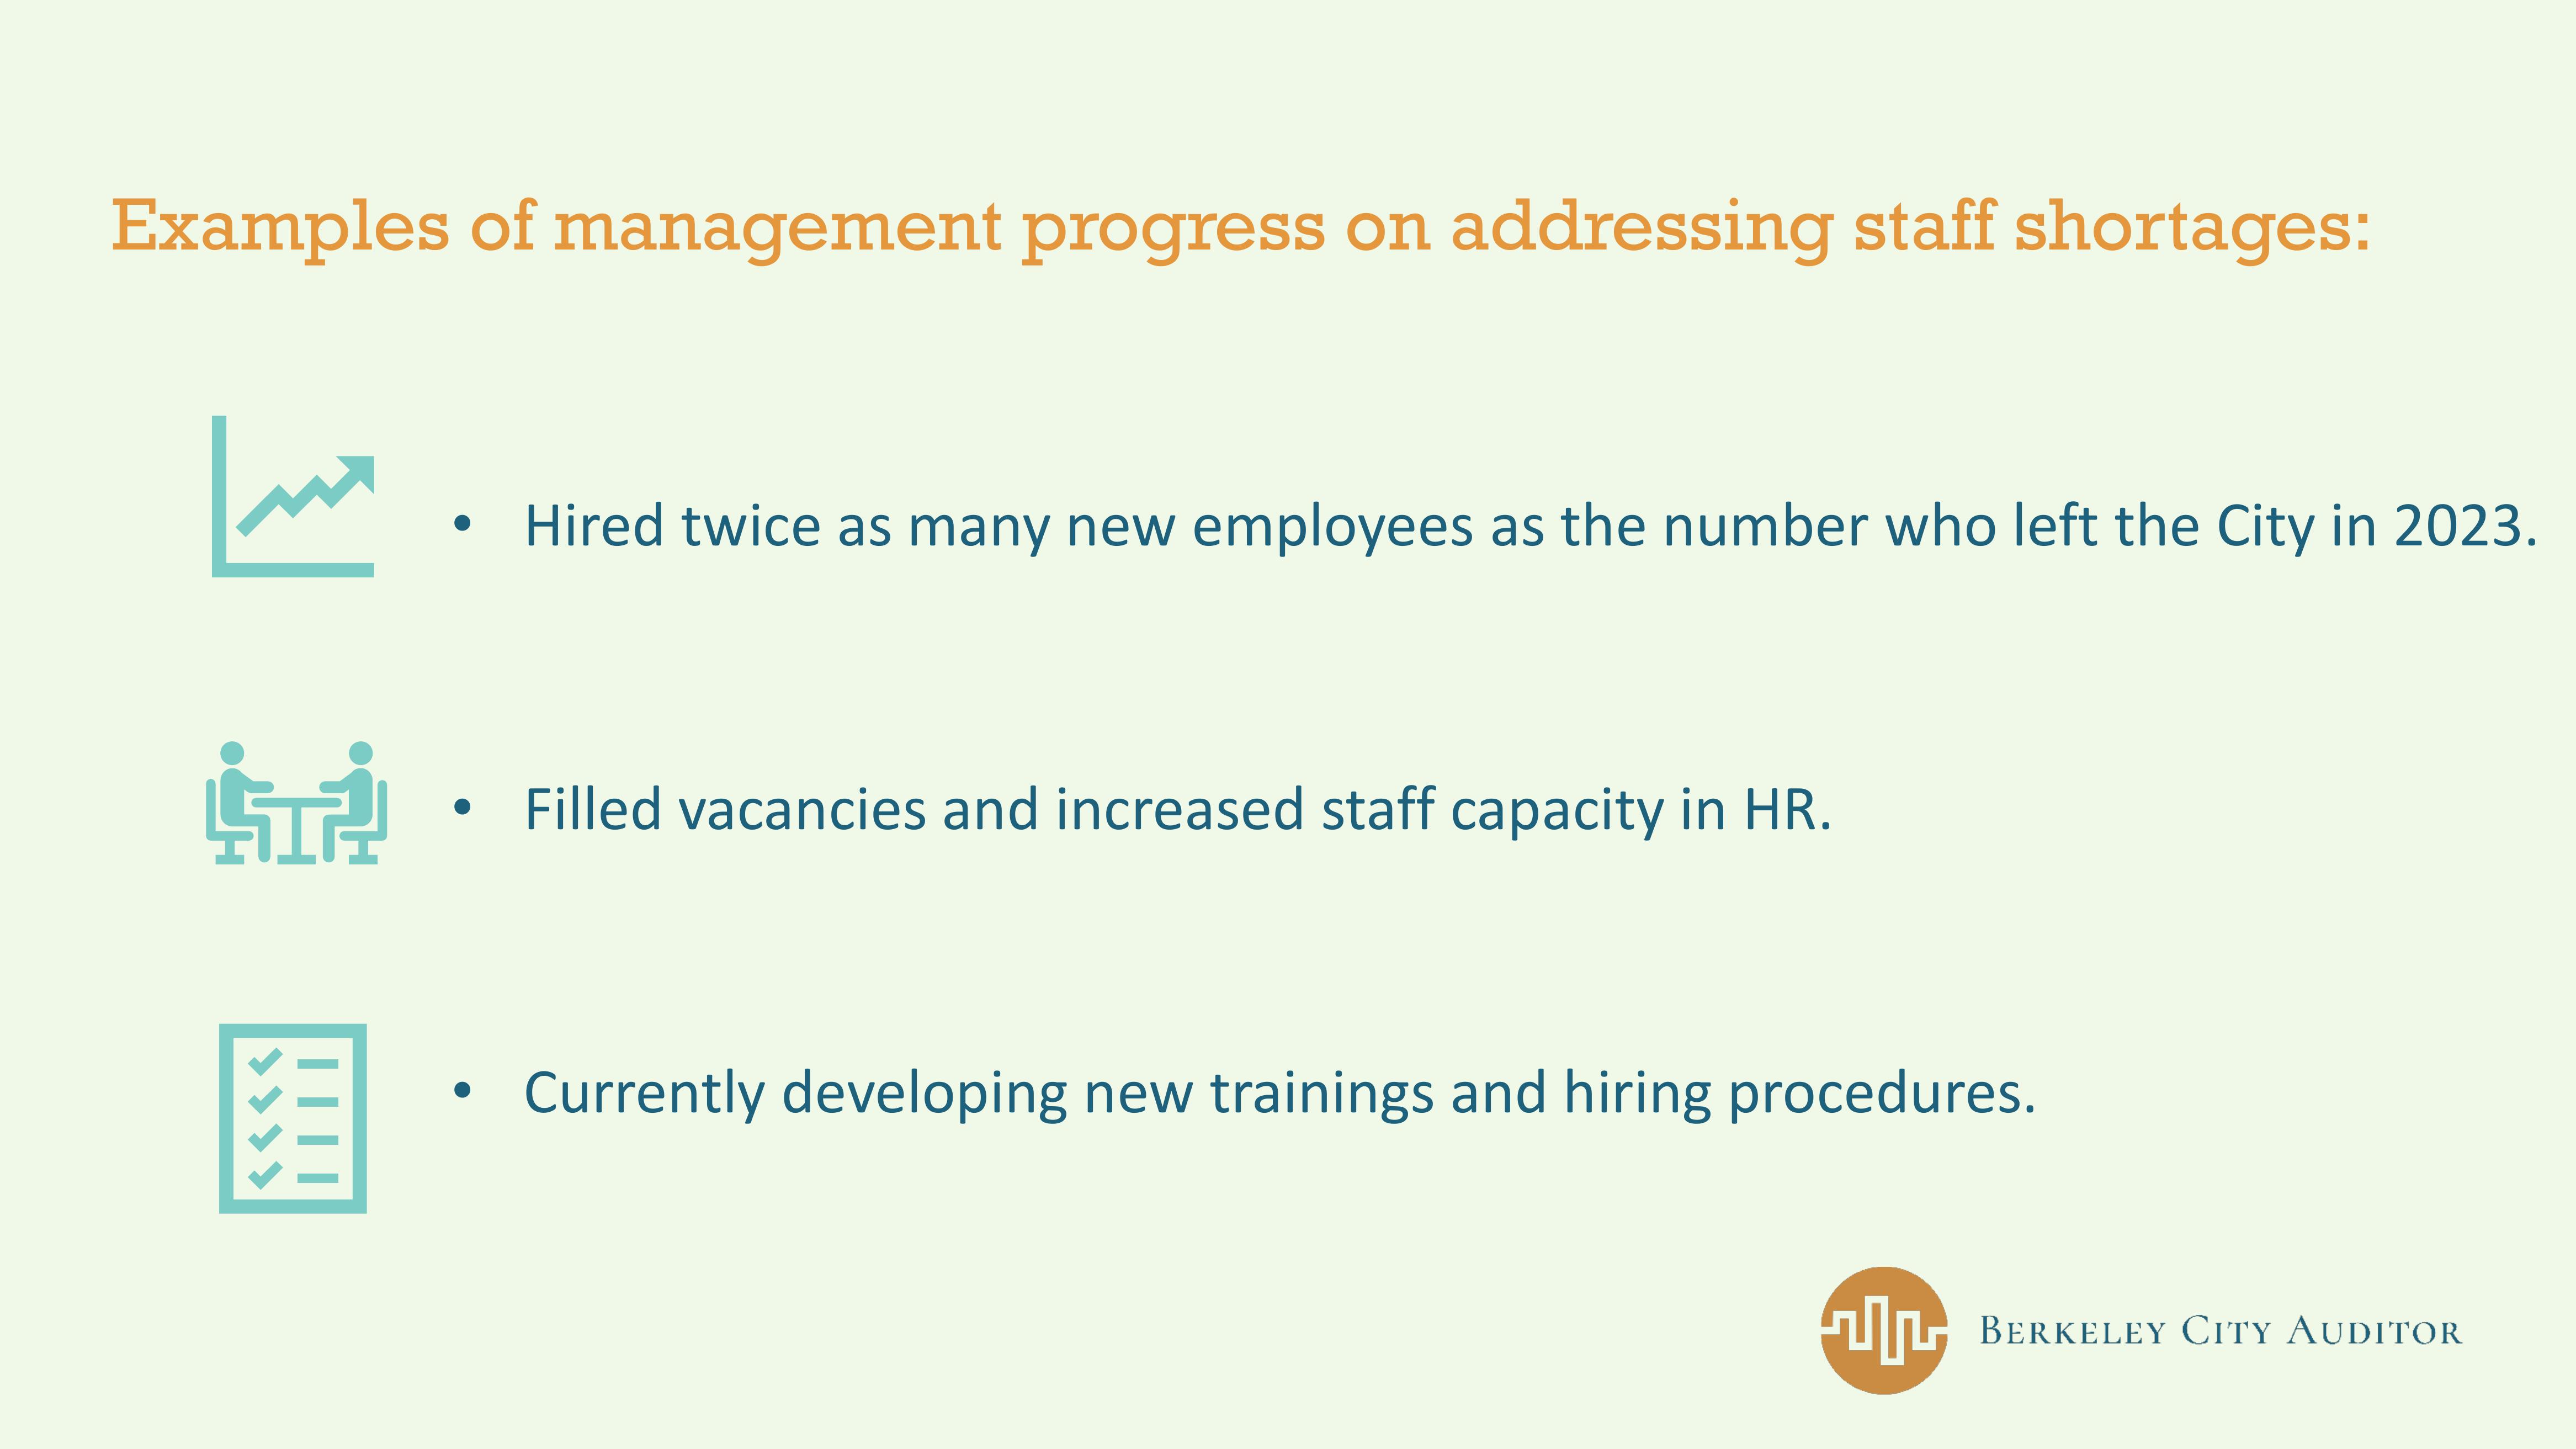 Examples of management progress on addressing staff shortages:
• Hired twice as many new employees as the number who left the City in 2023.
• Filled vacancies and increased staff capacity in HR.
• Currently developing new trainings and hiring procedures.
BERKELEY CITY AUDITOR